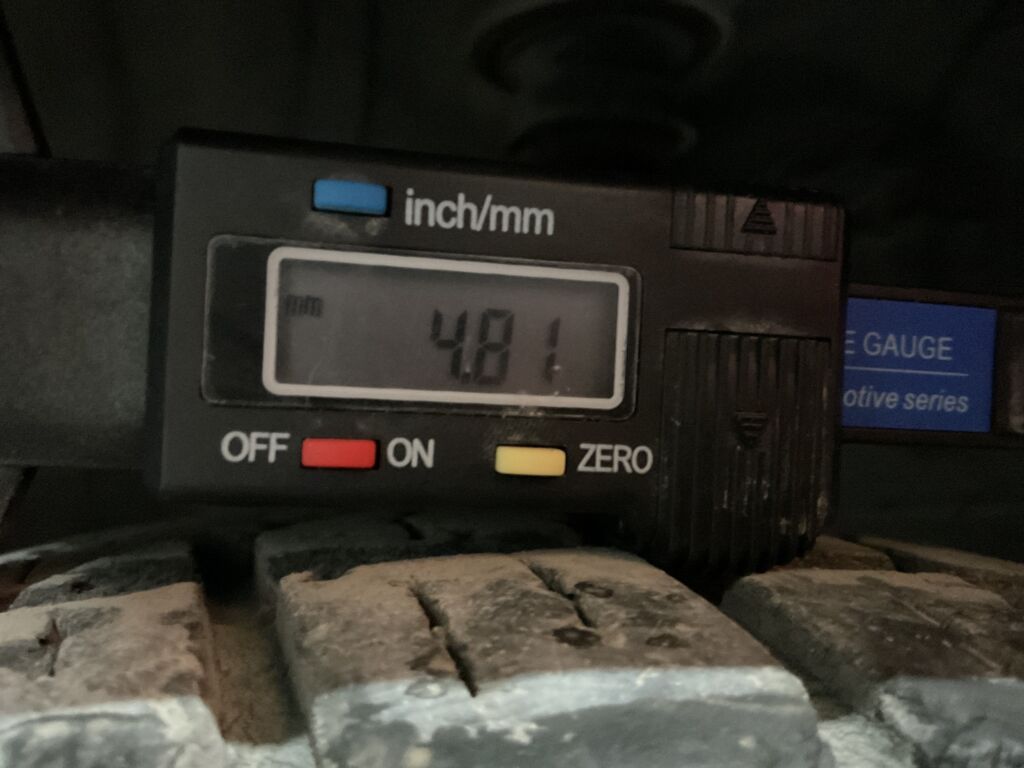 inch/mm
mm
4.81
OFF ON
ZERO
E GAUGE
otive series